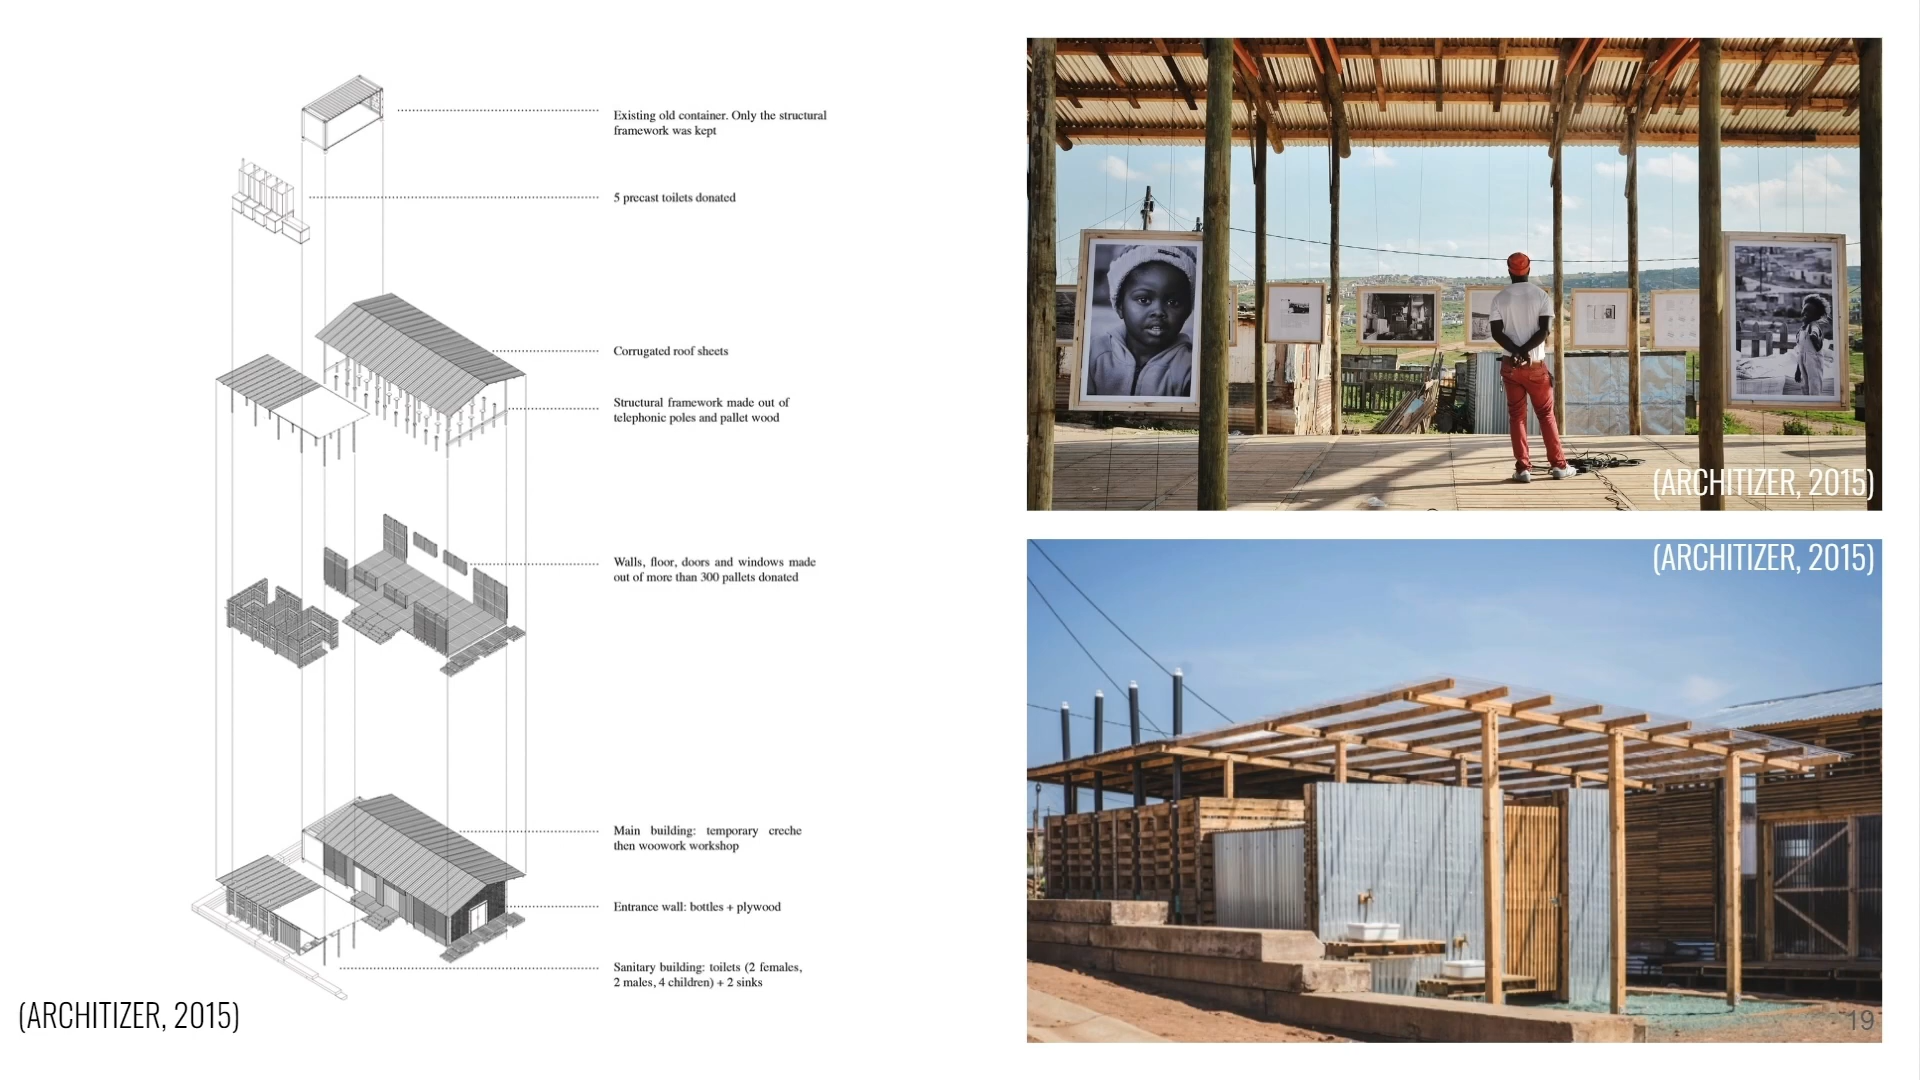 Existing old container. Only the structural
framework was kept
5 precast toilets donated
Corrugated roof sheets
Structural framework made out of
telephonic poles and pallet wood
Walls, floor, doors and windows made
out of more than 300 pallets donated
Main building: temporary creche
then woowork workshop
Entrance wall: bottles + plywood
Sanitary building: toilets (2 females,
2 males, 4 children) + 2 sinks
(ARCHITIZER, 2015)
(ARCHITIZER, 2015)
(ARCHITIZER, 2015)
19